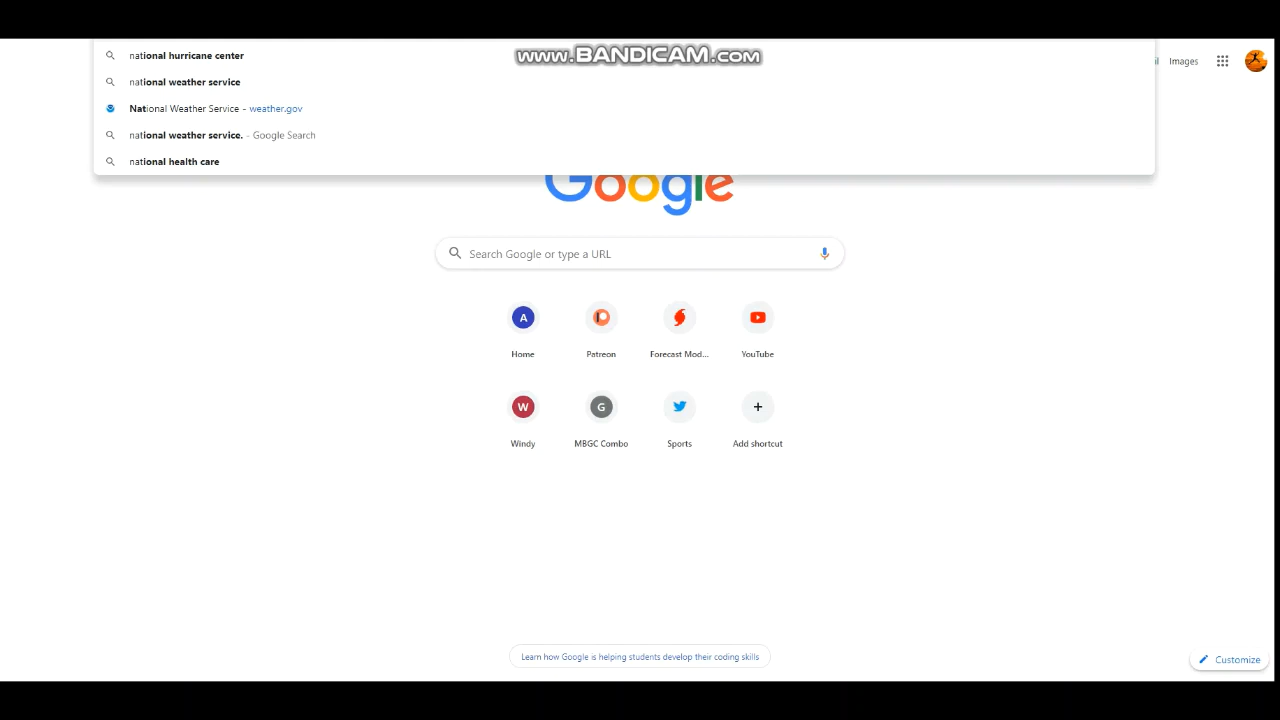 national hurricane center
www.BANDICAM.com
national weather service
National Weather Service - weather.gov
national weather service. - Google Search
national health care
il Images
Google
Search Google or type a URL
A
Home
Patreon
Forecast Mod...
YouTube
W
Windy
G
MBGC Combo
Sports
Add shortcut
Learn how Google is helping students develop their coding skills
Customize